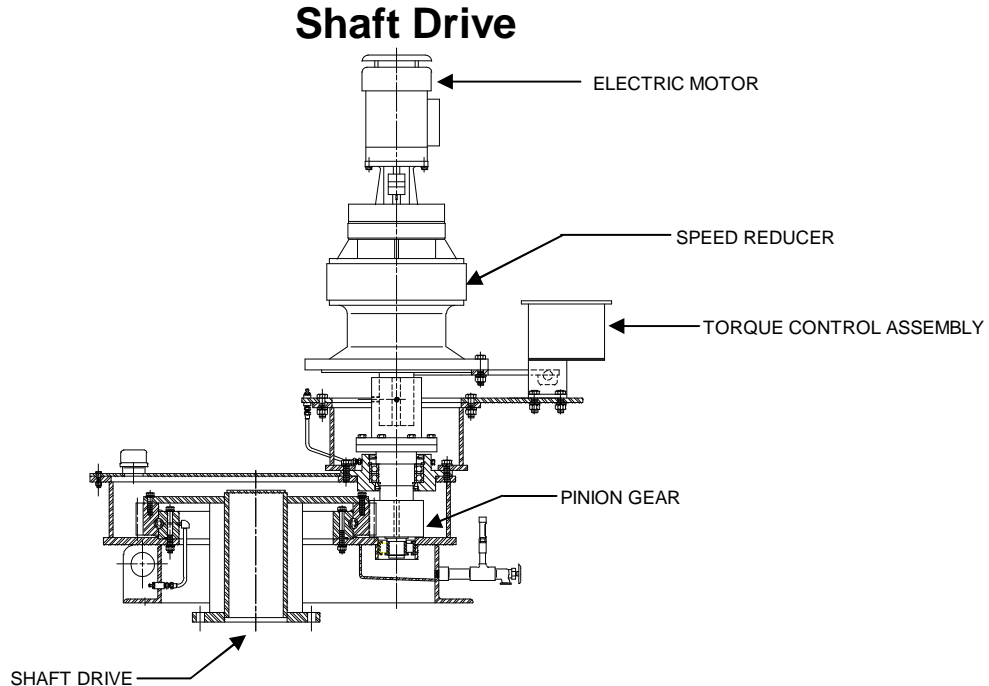 Shaft Drive
ELECTRIC MOTOR
SPEED REDUCER
TORQUE CONTROL ASSEMBLY
PINION GEAR
SHAFT DRIVE